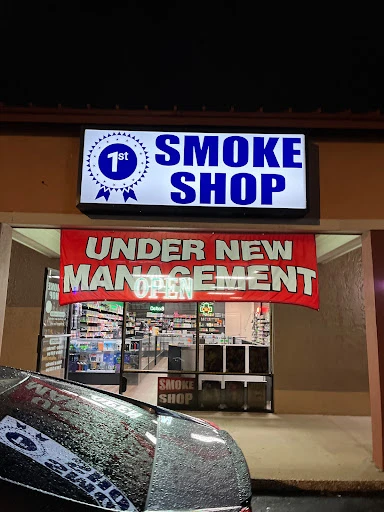 1st
SMOKE
SHOP
UNDER NEW
MANAGEMENT
OPEN
SMOKE
SHOP